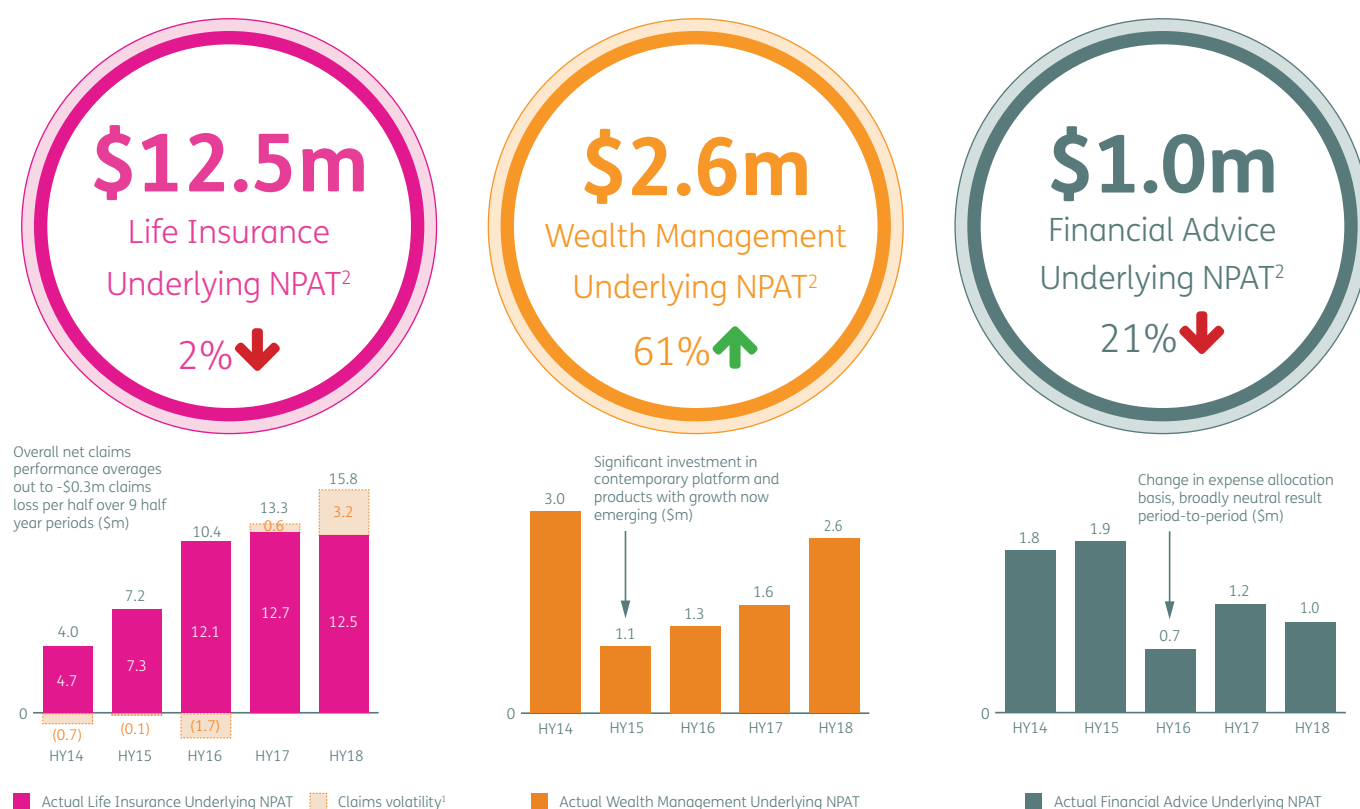 $12.5m
Life Insurance
Underlying NPAT²
2%
$2.6m
Wealth Management
Underlying NPAT²
61%
$1.0m
Financial Advice
Underlying NPAT²
21%
Overall net claims
performance averages
out to -$0.3m claims
loss per half over 9 half
year periods ($m)
4.0
7.2
10.4
13.3
15.8
0.6
3.2
4.7
7.3
12.1
12.7
12.5
0
(0.7)
(0.1)
(1.7)
HY14
HY15
HY16
HY17
HY18
Actual Life Insurance Underlying NPAT
Claims volatility¹
Significant investment in
contemporary platform and
products with growth now
emerging ($m)
3.0
1.1
1.3
1.6
2.6
0
HY14
HY15
HY16
HY17
HY18
Actual Wealth Management Underlying NPAT
Change in expense allocation
basis, broadly neutral result
period-to-period ($m)
1.8
1.9
0.7
1.2
1.0
0
HY14
HY15
HY16
HY17
HY18
Actual Financial Advice Underlying NPAT